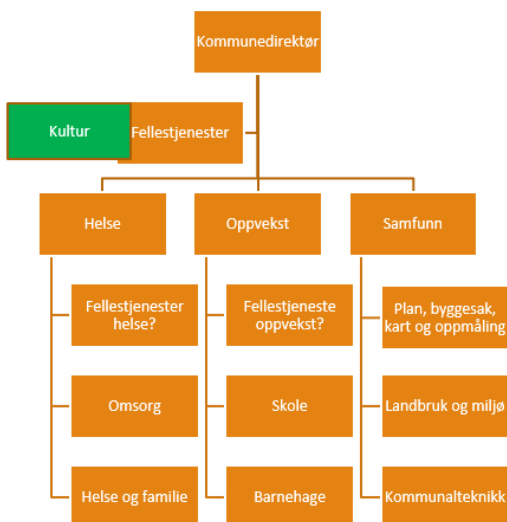 Kommunedirektør
Kultur
Fellestjenester
Helse
Oppvekst
Samfunn
Fellestjenester
helse?
Fellestjeneste
oppvekst?
Plan, byggesak,
kart og oppmåling
Omsorg
Skole
Landbruk og miljø
Helse og familie
Barnehage
Kommunalteknikk